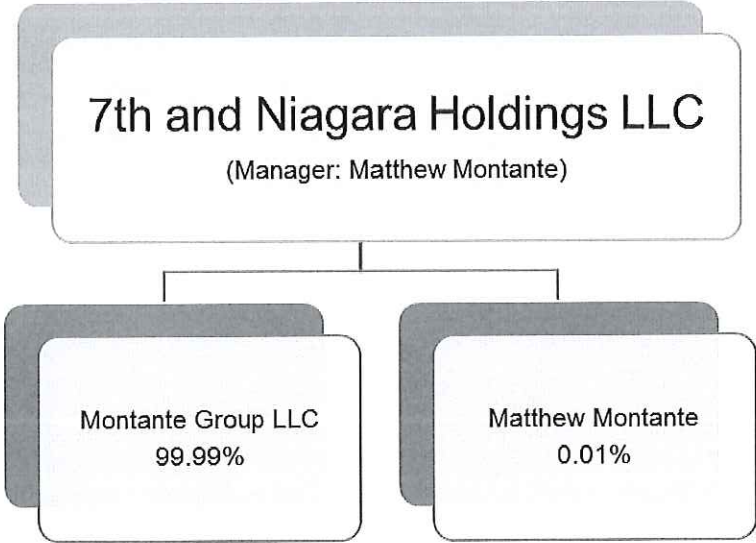 7th and Niagara Holdings LLC
(Manager: Matthew Montante)
Montante Group LLC
99.99%
Matthew Montante
0.01%